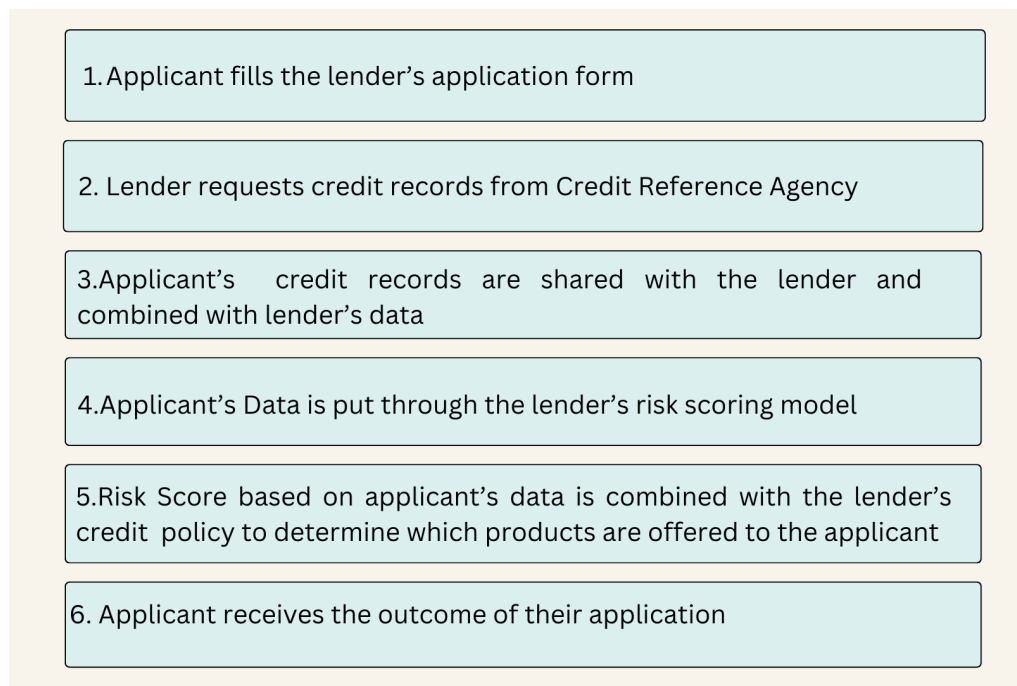 1. Applicant fills the lender’s application form
2. Lender requests credit records from Credit Reference Agency
3.Applicant’s credit records are shared with the lender and
combined with lender’s data
4.Applicant’s Data is put through the lender’s risk scoring model
5.Risk Score based on applicant’s data is combined with the lender’s
credit policy to determine which products are offered to the applicant
6. Applicant receives the outcome of their application